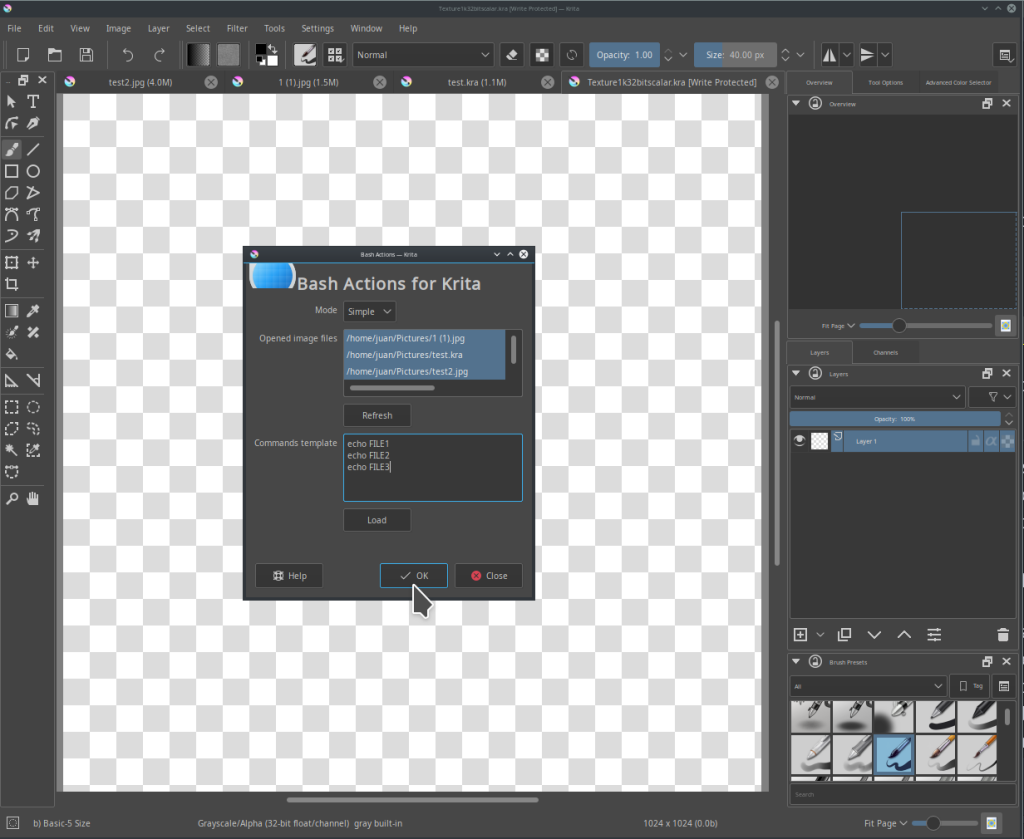 Texture1k32bitscalar.kra [Write Protected] — Krita
File Edit View Image Layer Select Filter Tools Settings Window Help
Normal
Opacity: 1.00
Size: 40.00 px
test2.jpg (4.0M)
1 (1).jpg (1.5M)
test.kra (1.1M)
Texture1k32bitscalar.kra [Write Protected]
Overview
Tool Options
Advanced Color Selector
Overview
Bash Actions — Krita
Bash Actions for Krita
Mode
Simple
Opened image files
/home/juan/Pictures/1 (1).jpg
/home/juan/Pictures/test.kra
/home/juan/Pictures/test2.jpg
Refresh
Commands template
echo FILE1
echo FILE2
echo FILE3
Load
Help
OK
Close
Fit Page
Layers
Channels
Layers
Normal
Opacity: 100%
Layer 1
Brush Presets
All
Tag
Search
b) Basic-5 Size
Grayscale/Alpha (32-bit float/channel) gray built-in
1024 x 1024 (0.0b)
Fit Page